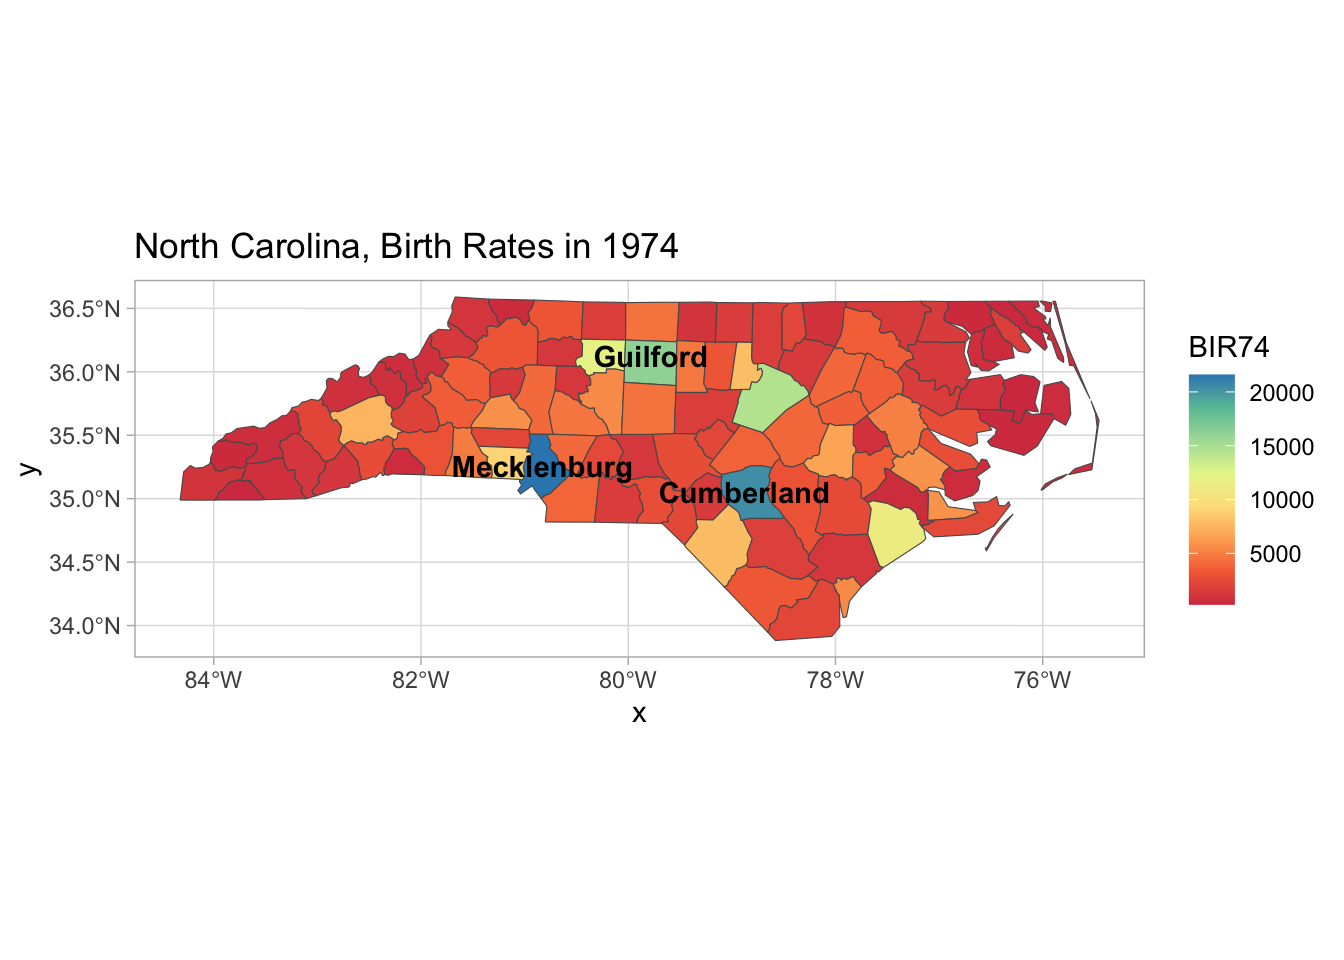 North Carolina, Birth Rates in 1974
36.5°N
36.0°N
35.5°N
35.0°N
34.5°N
34.0°N
y
Guilford
Mecklenburg
Cumberland
84°W
82°W
80°W
78°W
76°W
x
BIR74
20000
15000
10000
5000